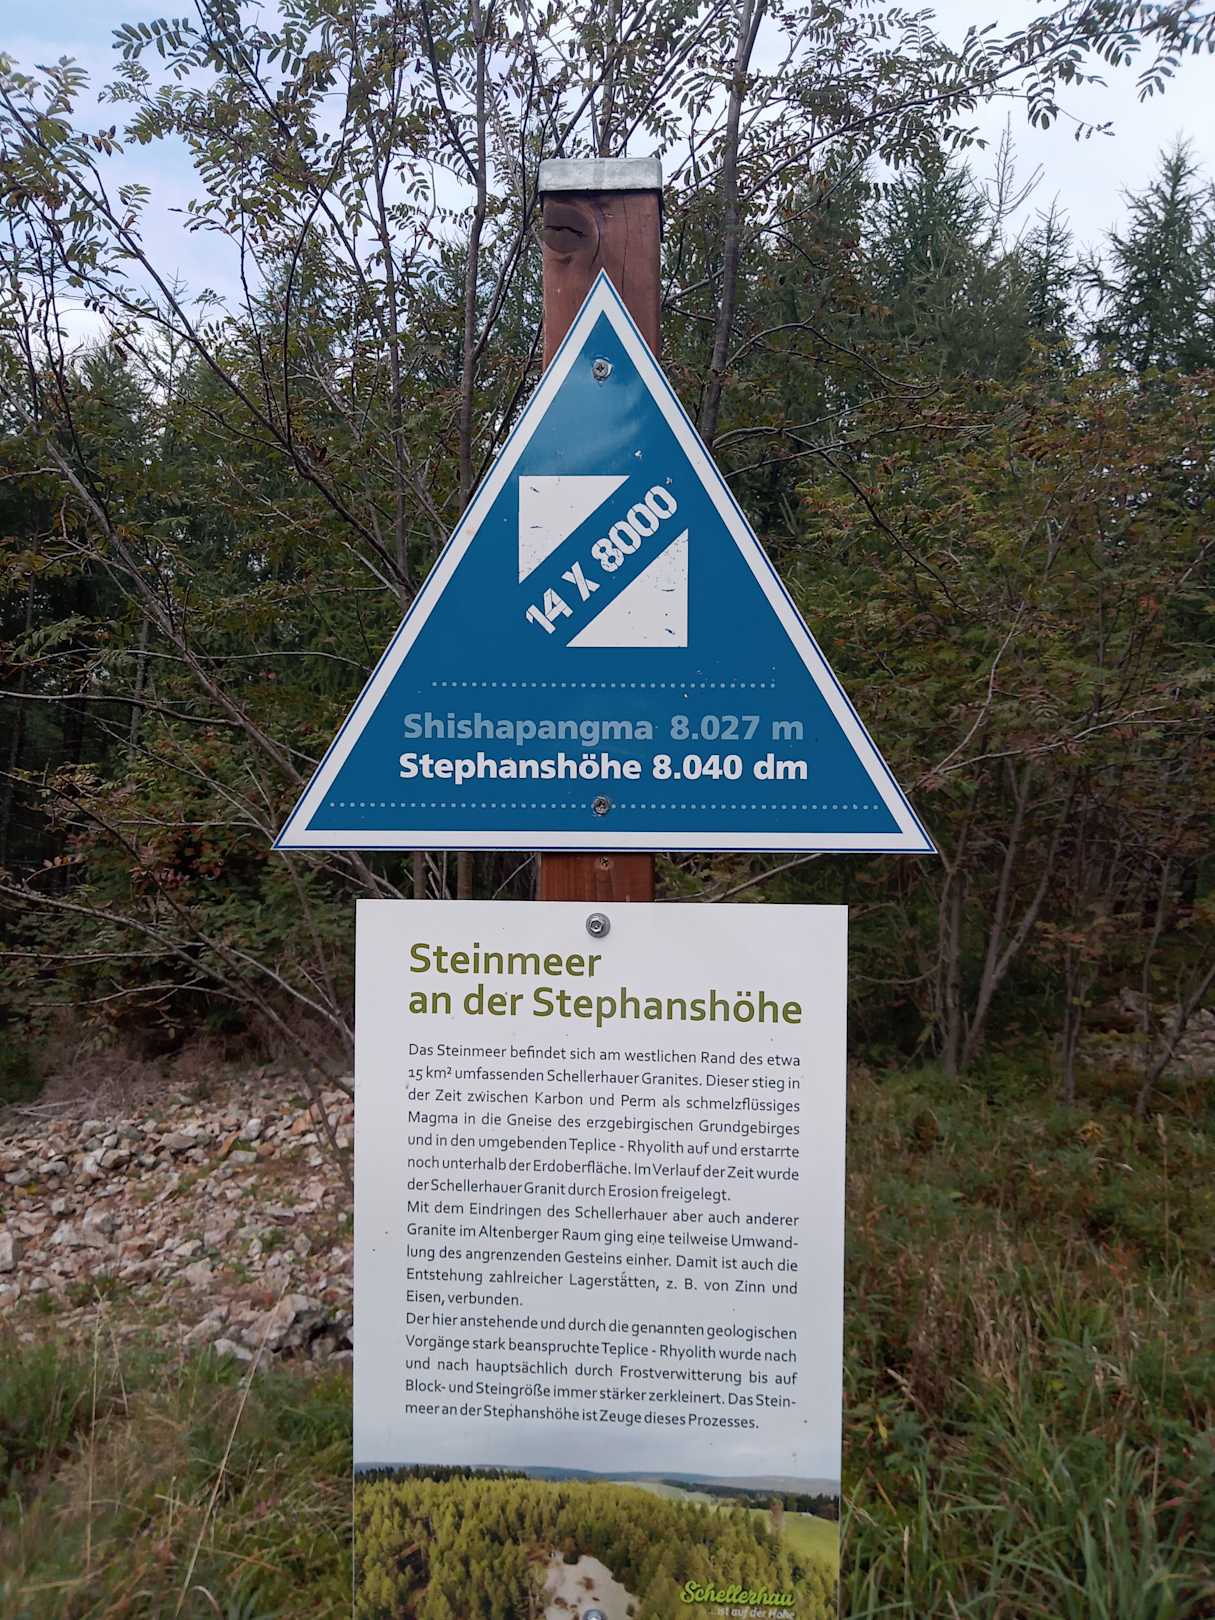 14 X 8000
Shishapangma 8.027 m
Stephanshöhe 8.040 dm
Steinmeer
an der Stephanshöhe
Das Steinmeer befindet sich am westlichen Rand des etwa
15 km² umfassenden Schellerhauer Granites. Dieser stieg in
der Zeit zwischen Karbon und Perm als schmelzflüssiges
Magma in die Gneise des erzgebirgischen Grundgebirges
und in den umgebenden Teplice - Rhyolith auf und erstarrte
noch unterhalb der Erdoberfläche. Im Verlauf der Zeit wurde
der Schellerhauer Granit durch Erosion freigelegt.
Mit dem Eindringen des Schellerhauer aber auch anderer
Granite im Altenberger Raum ging eine teilweise Umwand-
lung des angrenzenden Gesteins einher. Damit ist auch die
Entstehung zahlreicher Lagerstätten, z. B. von Zinn und
Eisen, verbunden.
Der hier anstehende und durch die genannten geologischen
Vorgänge stark beanspruchte Teplice - Rhyolith wurde nach
und nach hauptsächlich durch Frostverwitterung bis auf
Block- und Steingröße immer stärker zerkleinert. Das Stein-
meer an der Stephanshöhe ist Zeuge dieses Prozesses.
Schellerhau
...ist auf der Höhe